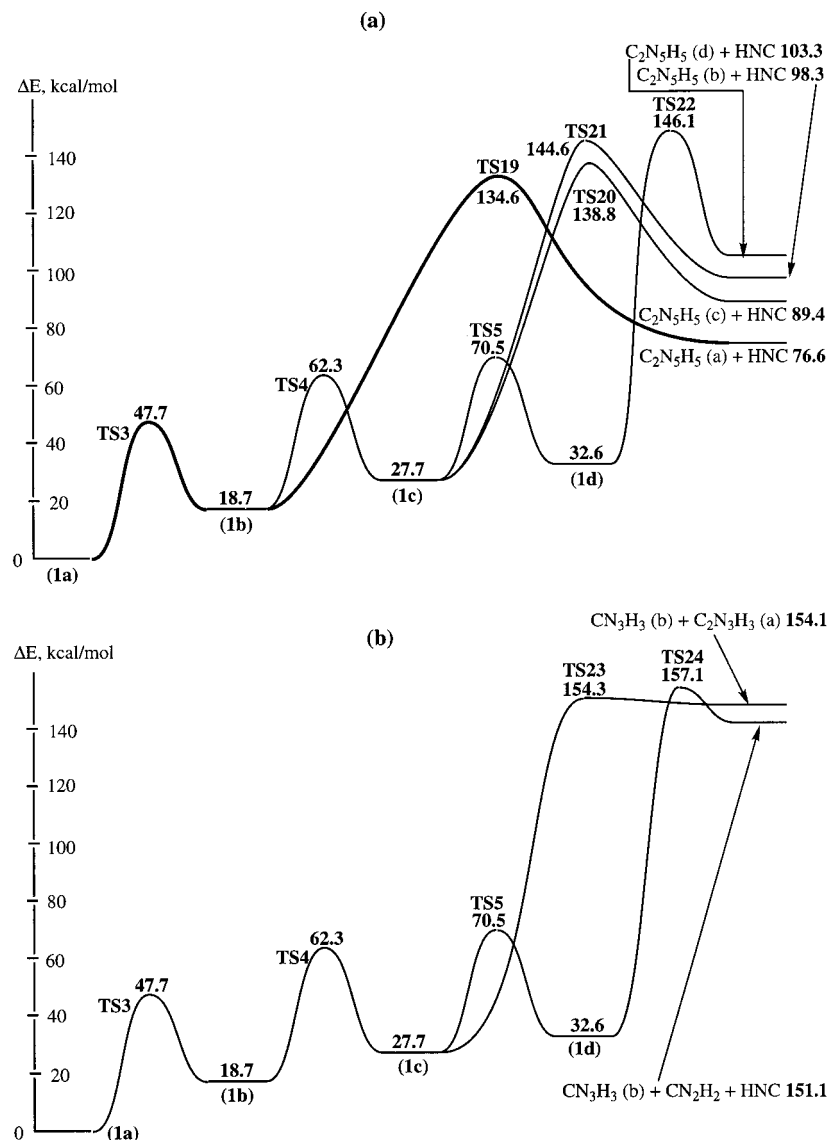 (a)
C₂N₅H₅ (d) + HNC 103.3
C₂N₅H₅ (b) + HNC 98.3
ΔE, kcal/mol
TS22
146.1
TS21
144.6
140
TS19
134.6
TS20
138.8
120
100
80
C₂N₅H₅ (c) + HNC 89.4
TS5
70.5
C₂N₅H₅ (a) + HNC 76.6
62.3
TS4
60
47.7
TS3
40
32.6
(1d)
27.7
(1c)
18.7
(1b)
20
0
(1a)
CN₃H₃ (b) + C₂N₃H₃ (a) 154.1
(b)
ΔE, kcal/mol
TS23
154.3
TS24
157.1
140
120
100
80
TS5
70.5
62.3
TS4
60
47.7
TS3
40
32.6
(1d)
27.7
(1c)
18.7
(1b)
20
CN₃H₃ (b) + CN₂H₂ + HNC 151.1
0
(1a)